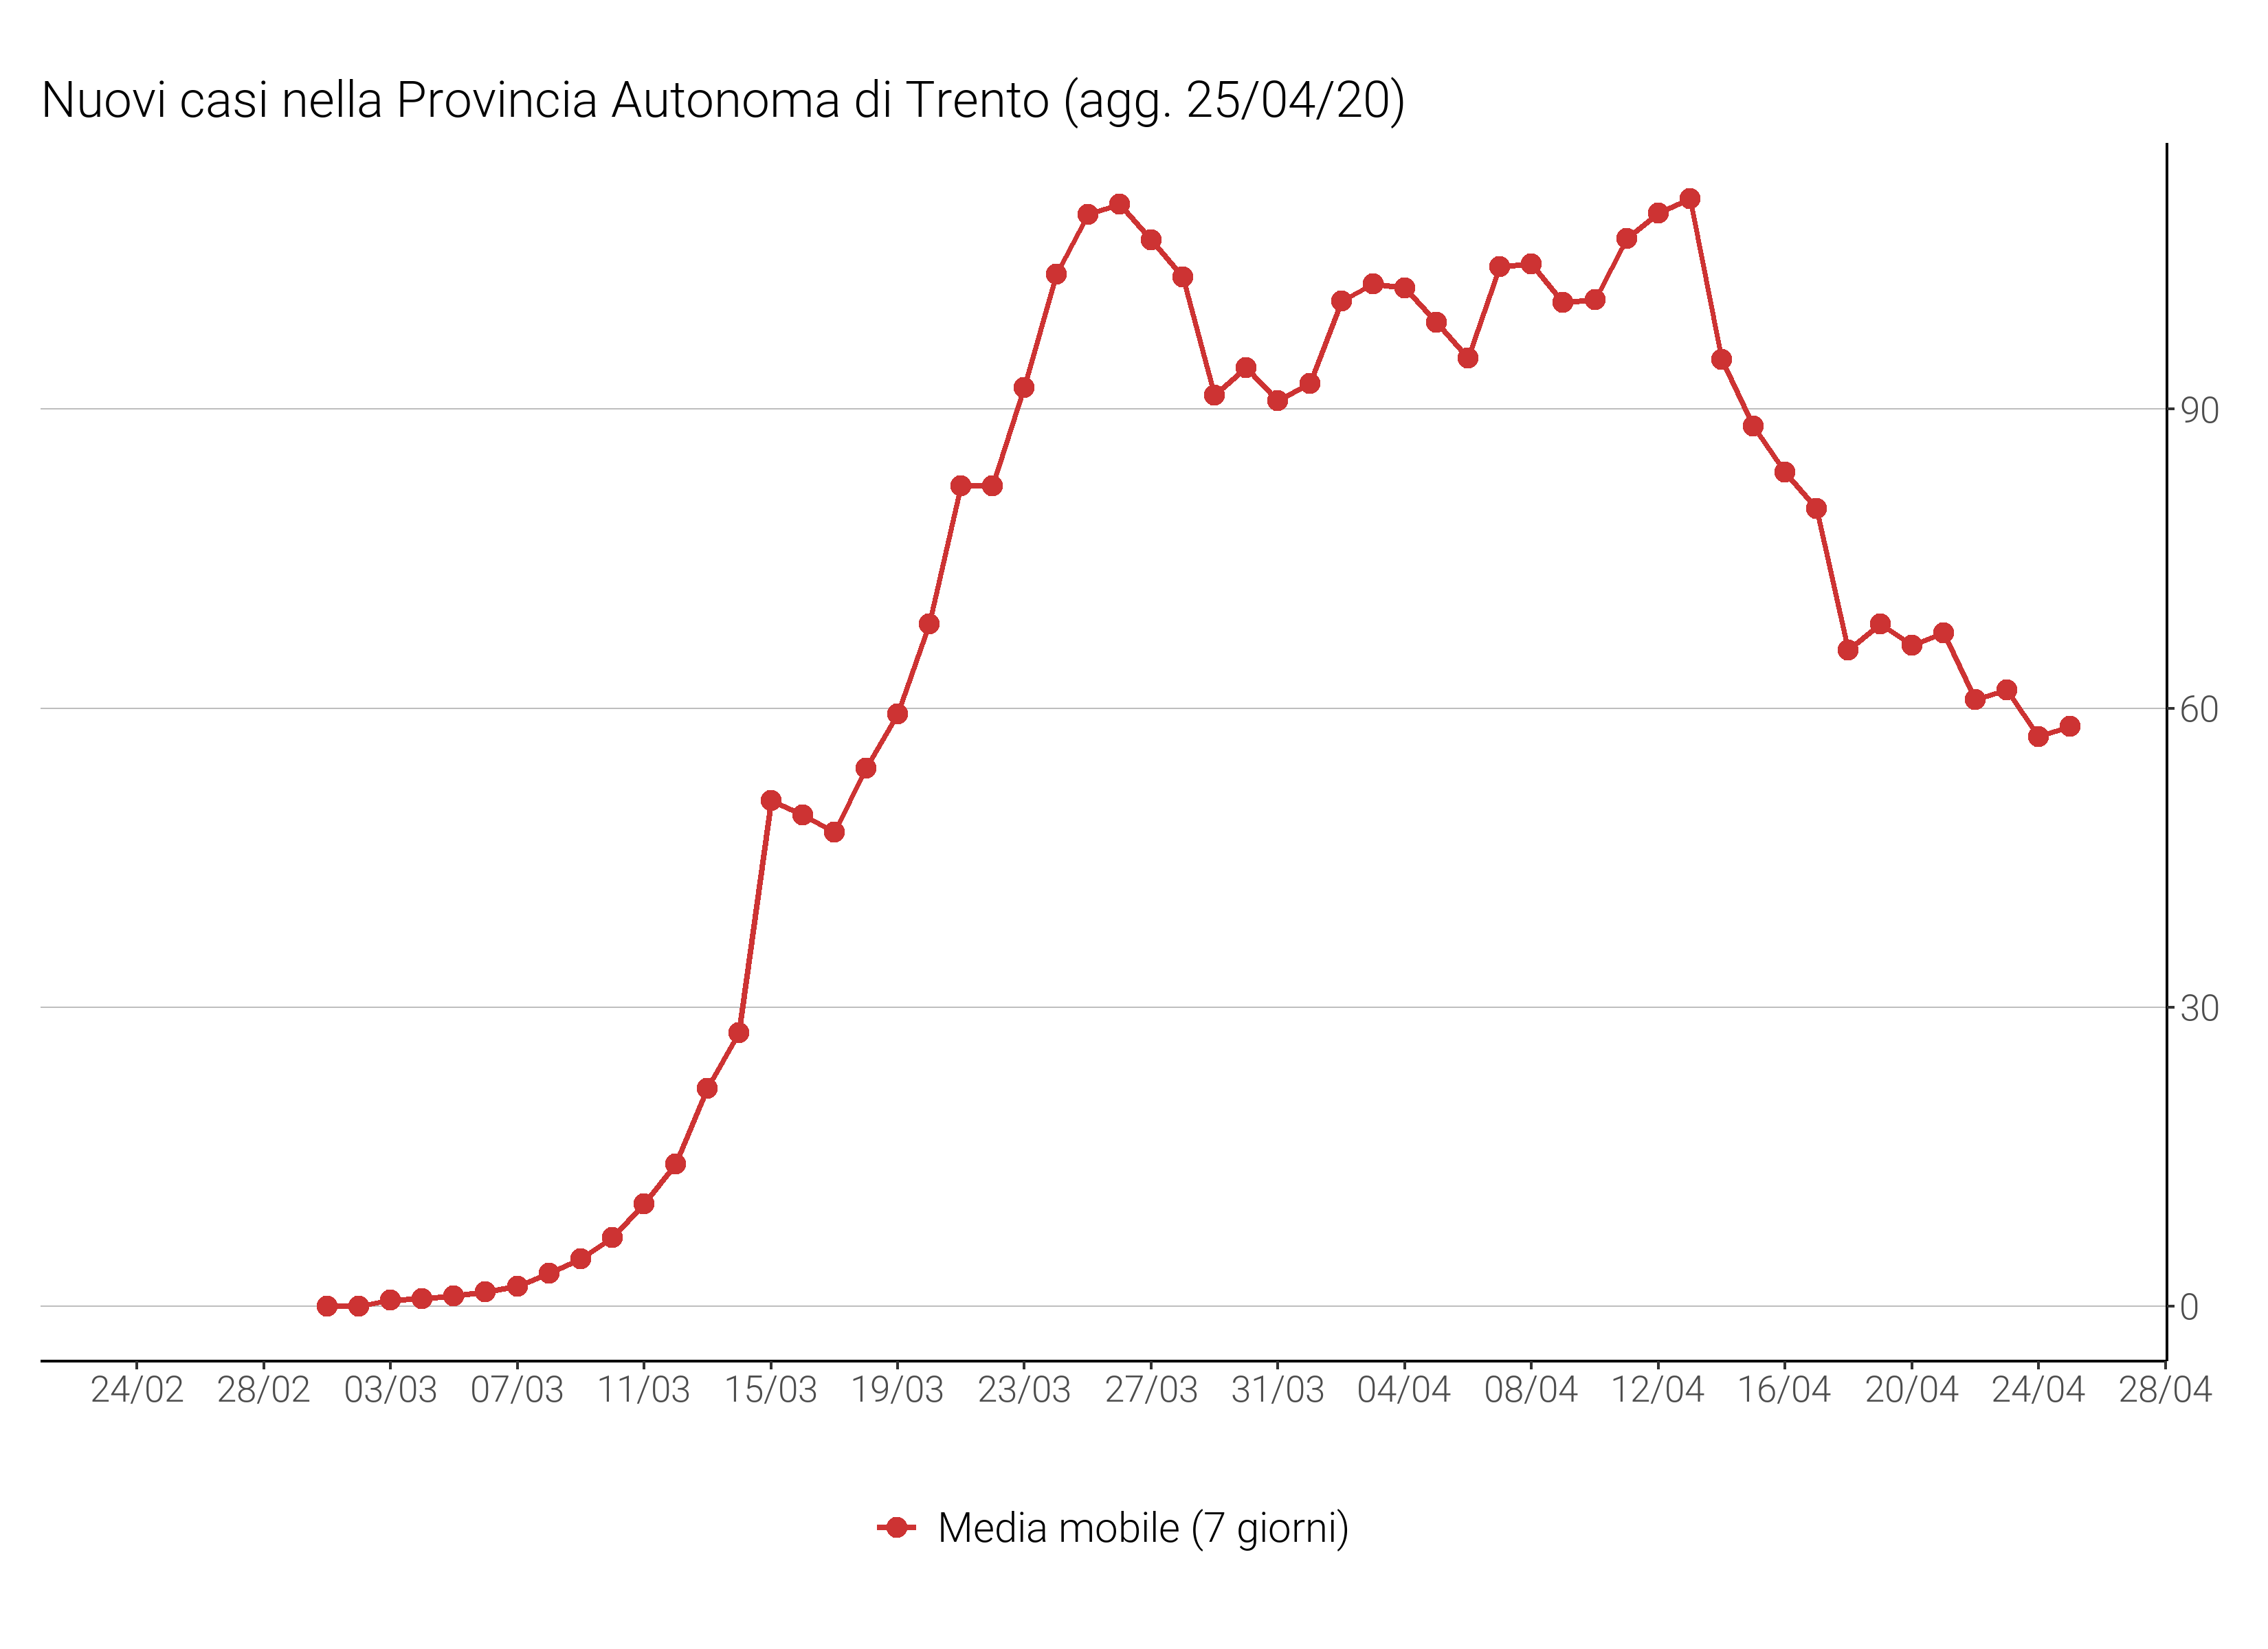 Nuovi casi nella Provincia Autonoma di Trento (agg. 25/04/20)
90
60
30
0
24/02 28/02 03/03 07/03 11/03 15/03 19/03 23/03 27/03 31/03 04/04 08/04 12/04 16/04 20/04 24/04 28/04
Media mobile (7 giorni)